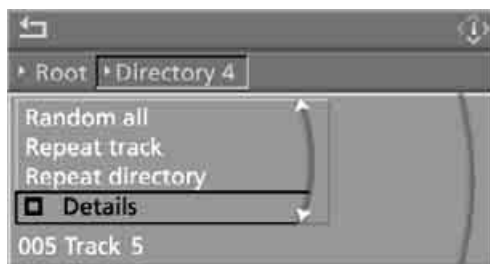 Root Directory 4
Random all
Repeat track
Repeat directory
Details
005 Track 5